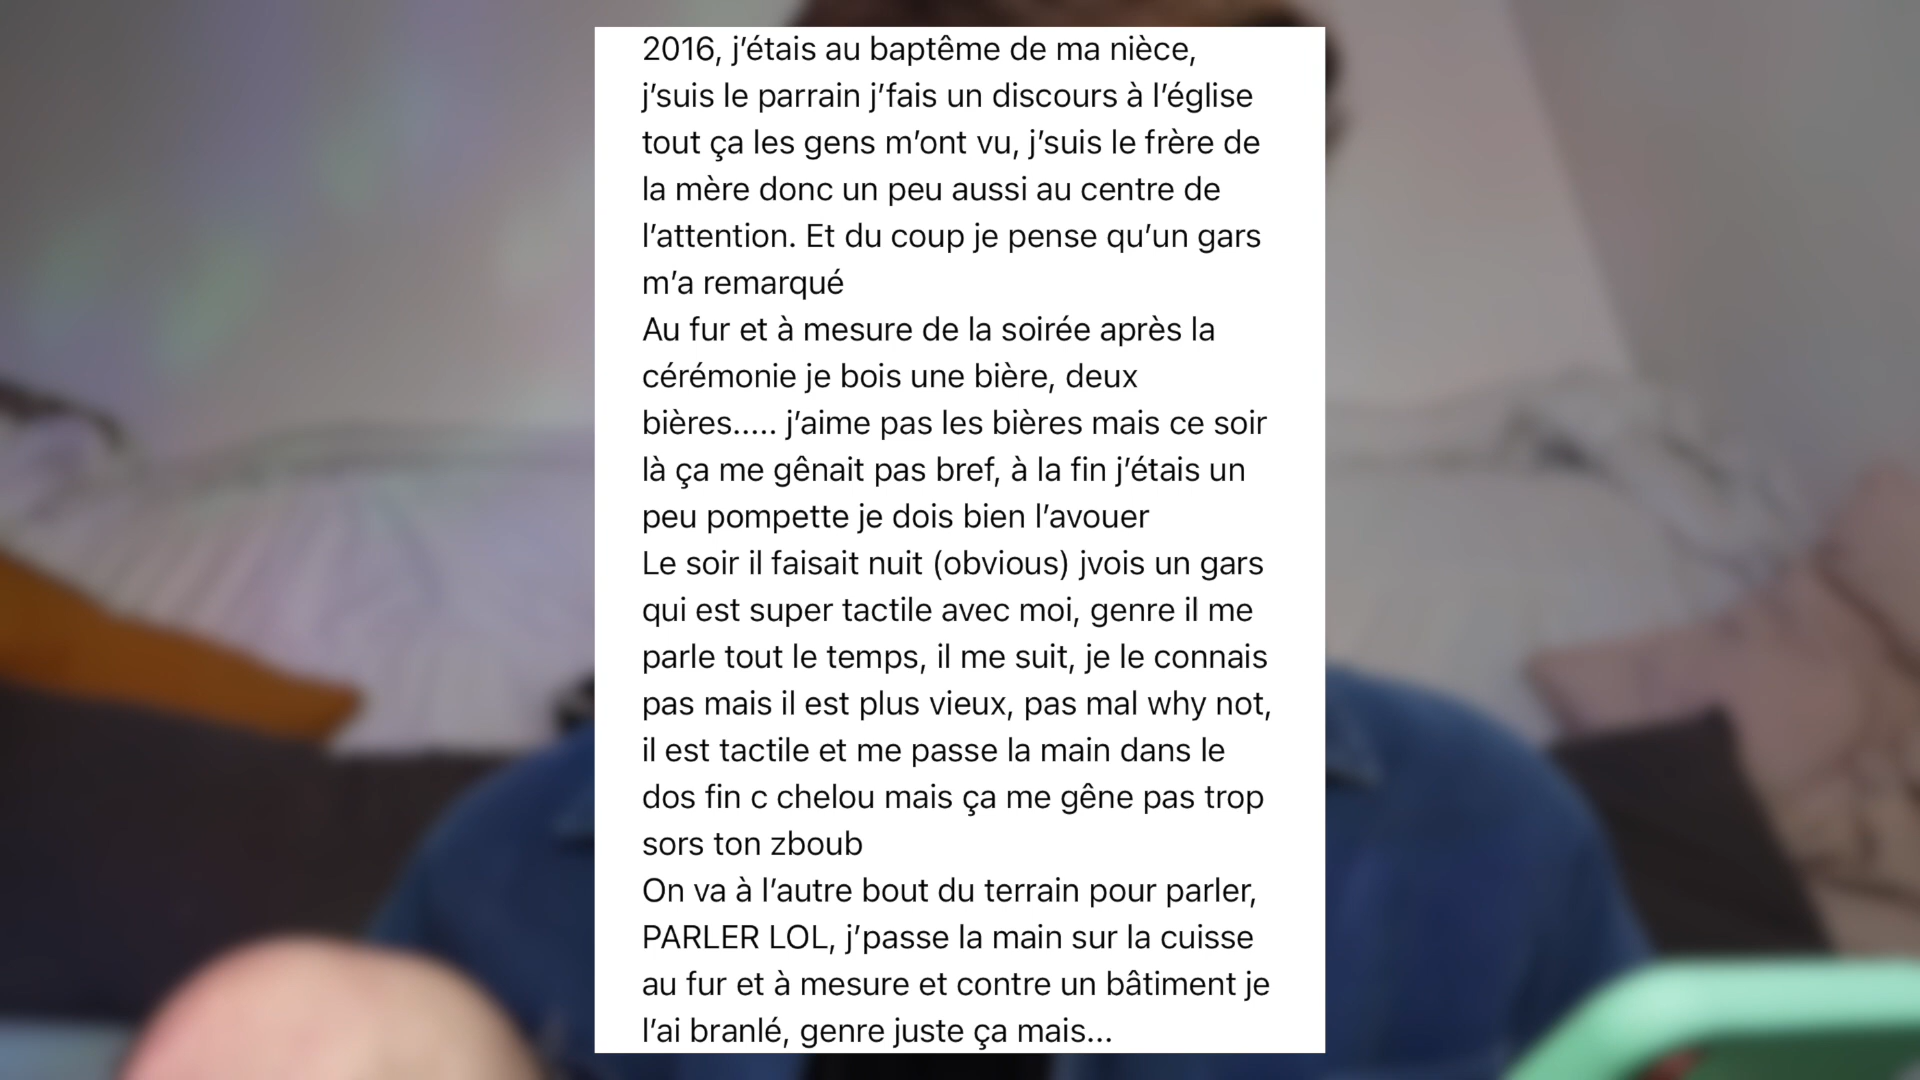 2016, j’étais au baptême de ma nièce,
j’suis le parrain j’fais un discours à l’église
tout ça les gens m’ont vu, j’suis le frère de
la mère donc un peu aussi au centre de
l’attention. Et du coup je pense qu’un gars
m’a remarqué
Au fur et à mesure de la soirée après la
cérémonie je bois une bière, deux
bières..... j’aime pas les bières mais ce soir
là ça me gênait pas bref, à la fin j’étais un
peu pompette je dois bien l’avouer
Le soir il faisait nuit (obvious) jvois un gars
qui est super tactile avec moi, genre il me
parle tout le temps, il me suit, je le connais
pas mais il est plus vieux, pas mal why not,
il est tactile et me passe la main dans le
dos fin c chelou mais ça me gêne pas trop
sors ton zboub
On va à l’autre bout du terrain pour parler,
PARLER LOL, j’passe la main sur la cuisse
au fur et à mesure et contre un bâtiment je
l’ai branlé, genre juste ça mais...